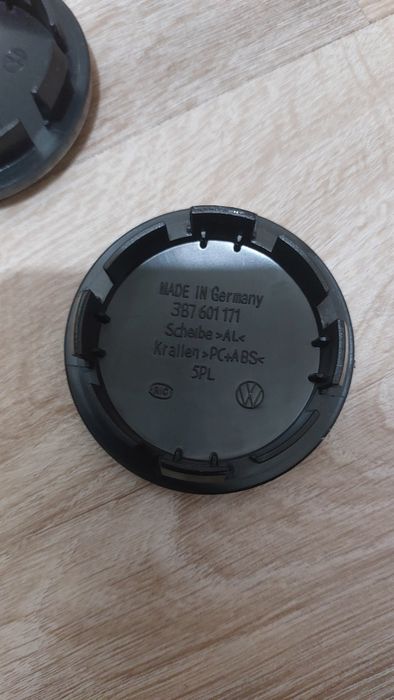 MADE IN Germany
3B7 601 171
Scheibe >AL<
Krallen >PC+ABS<
5PL